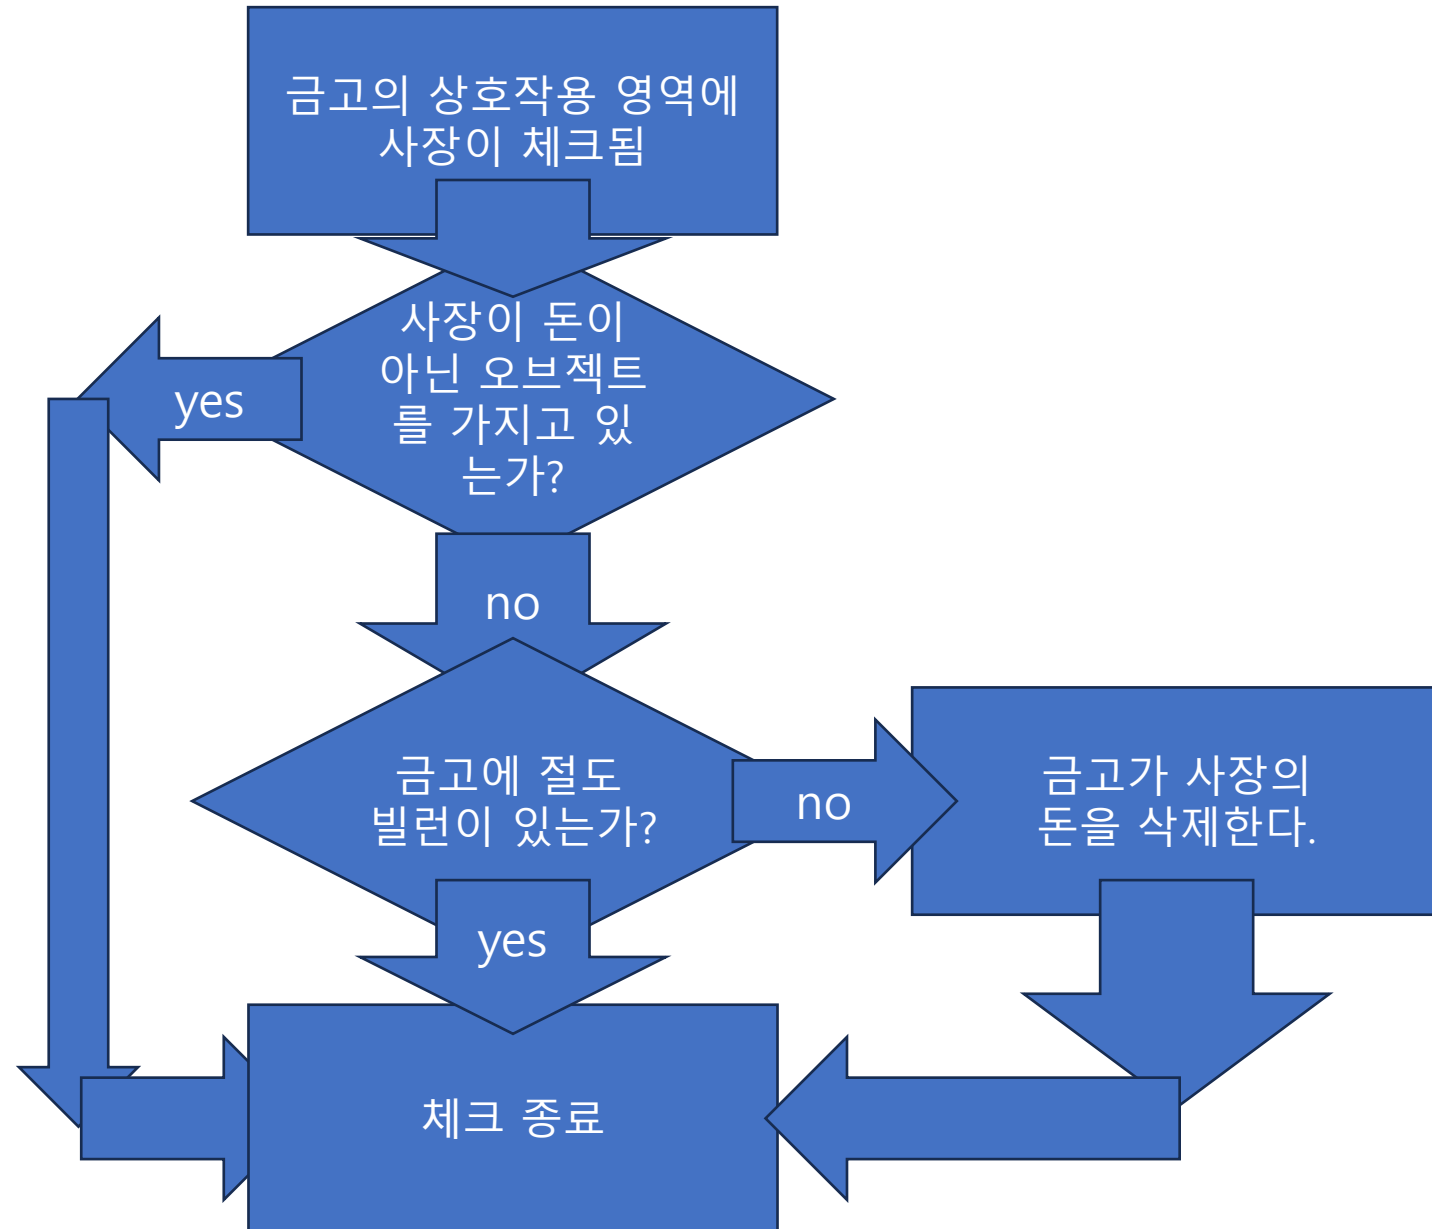 금고의 상호작용 영역에
사장이 체크됨
사장이 돈이
아닌 오브젝트
를 가지고 있
는가?
yes
no
금고에 절도
빌런이 있는가?
no
금고가 사장의
돈을 삭제한다.
yes
체크 종료